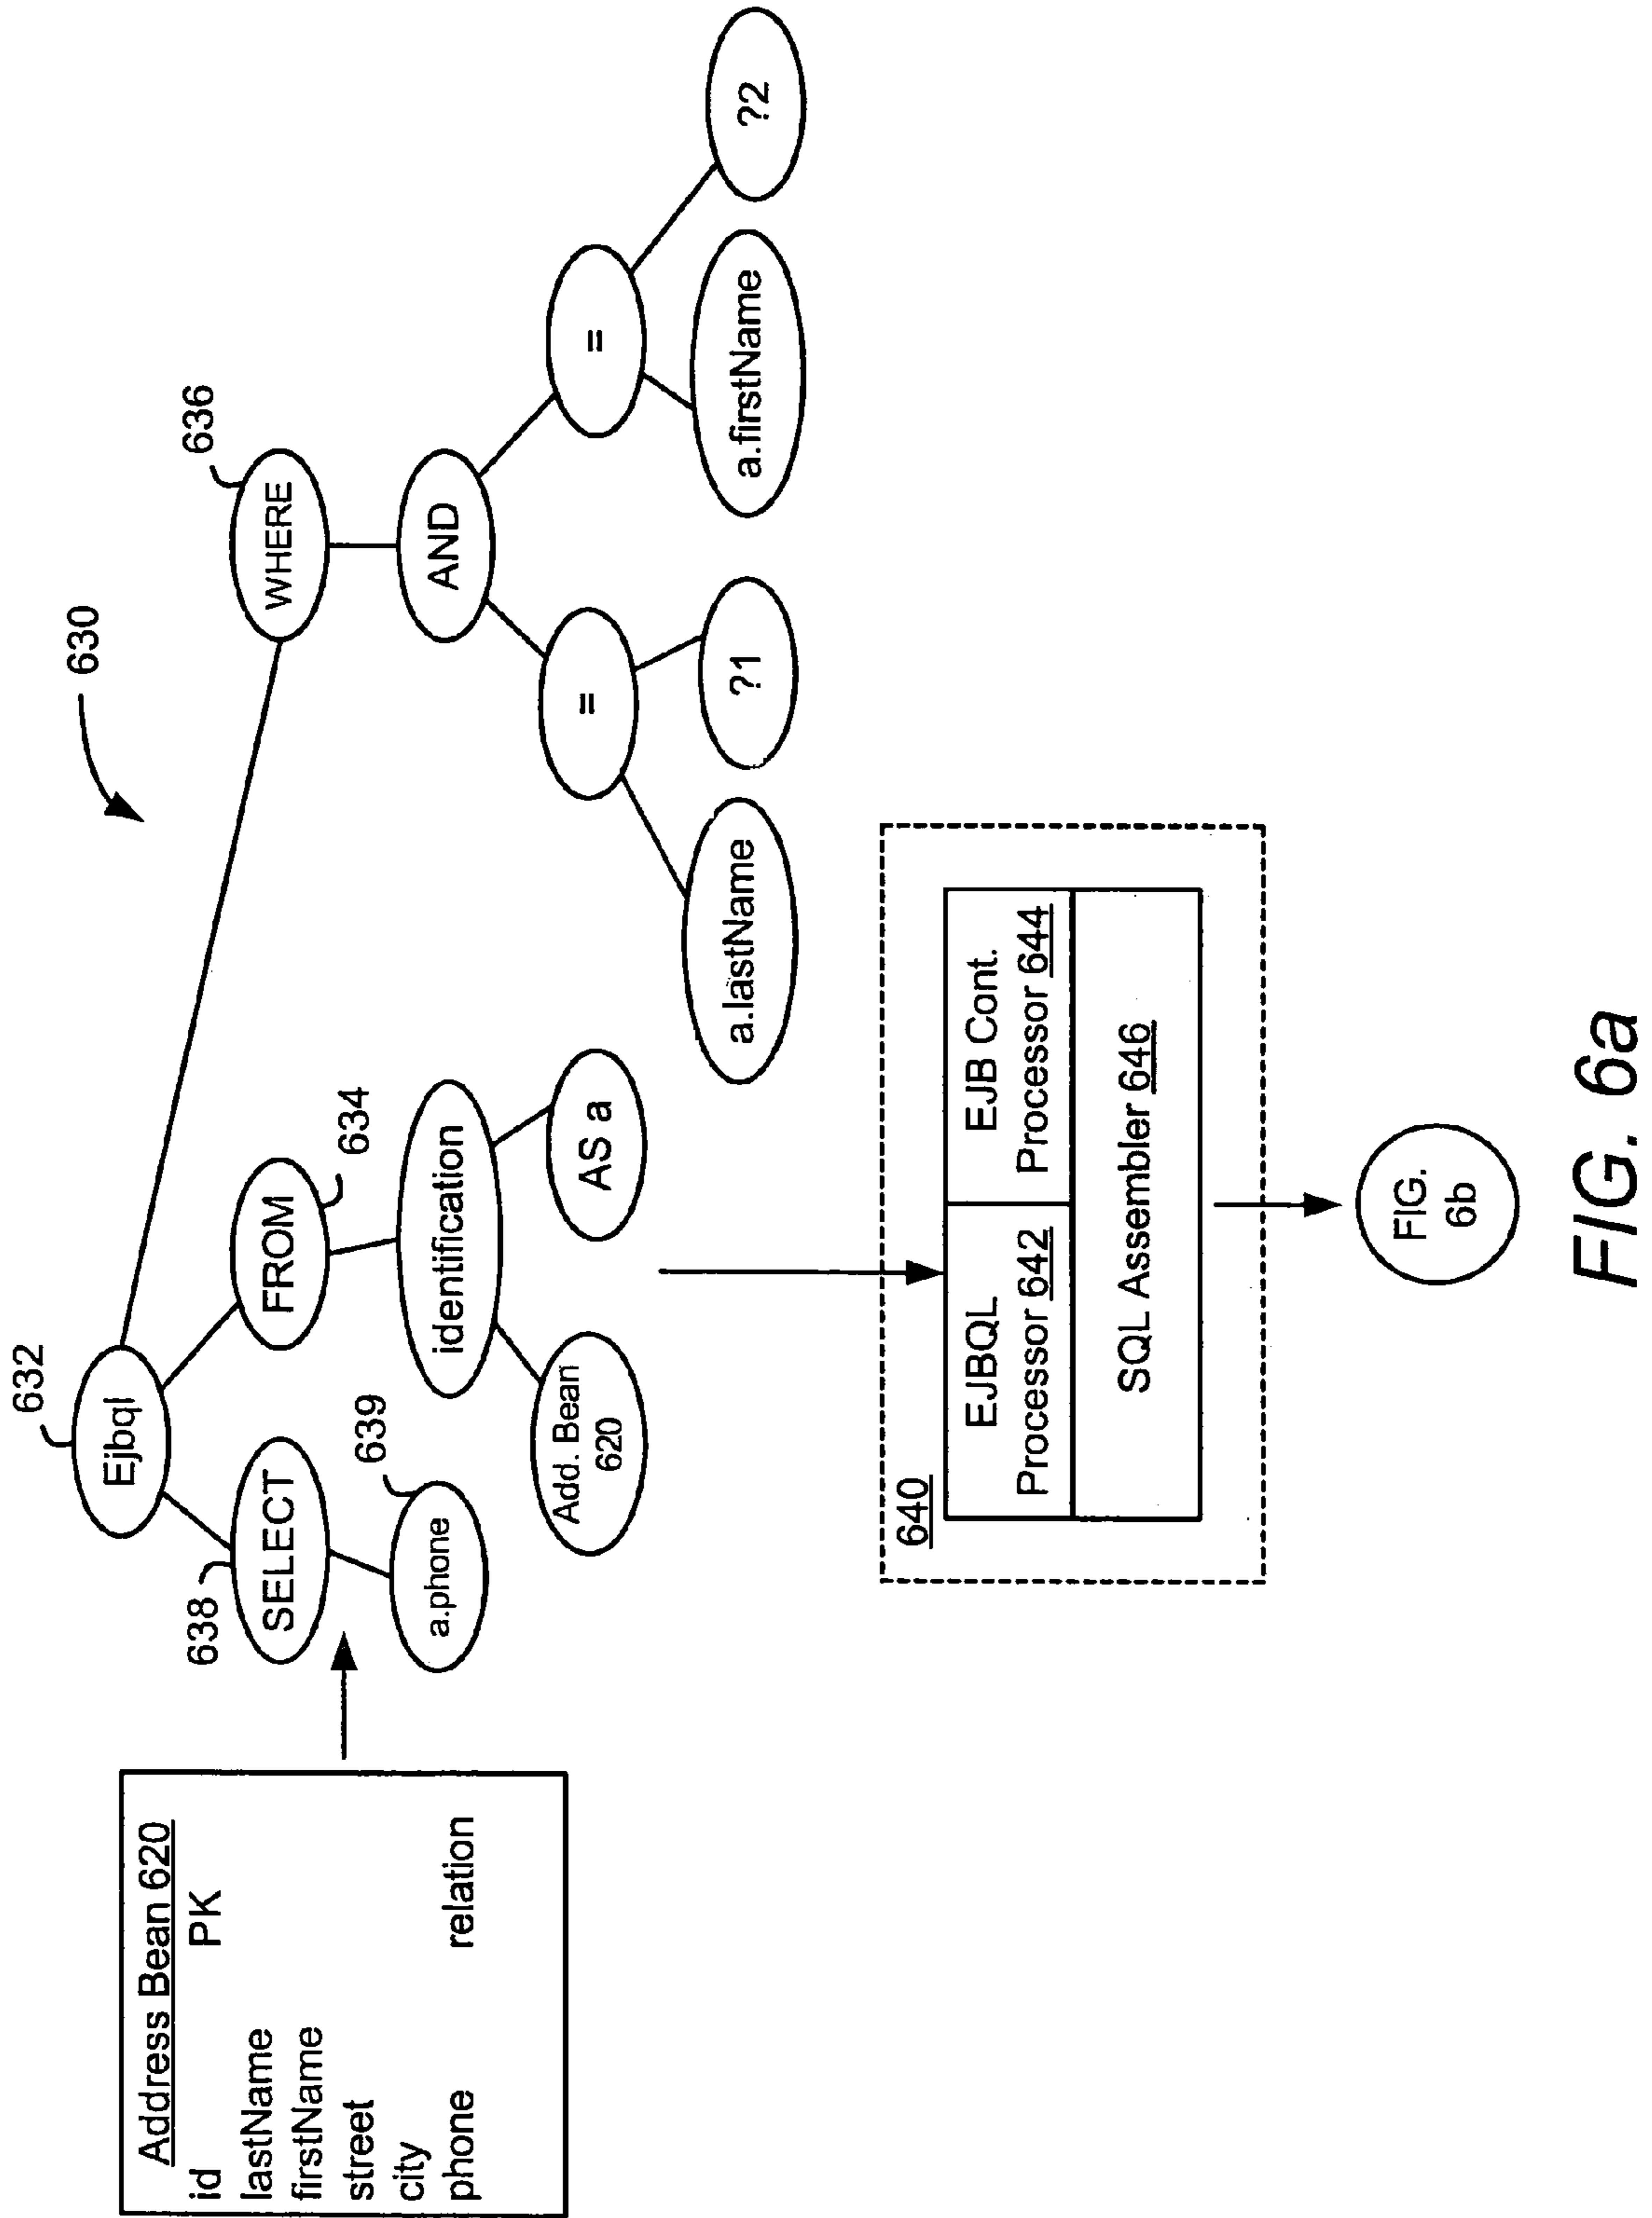 Address Bean 620
id PK
lastName
firstName
street
city
phone relation
630
632
Ejbql
638
SELECT
639
a.phone
634
FROM
identification
Add. Bean
620
AS a
636
WHERE
AND
=
a.lastName
?1
=
a.firstName
?2
640
EJBQL
Processor 642
EJB Cont.
Processor 644
SQL Assembler 646
FIG.
6b
FIG. 6a